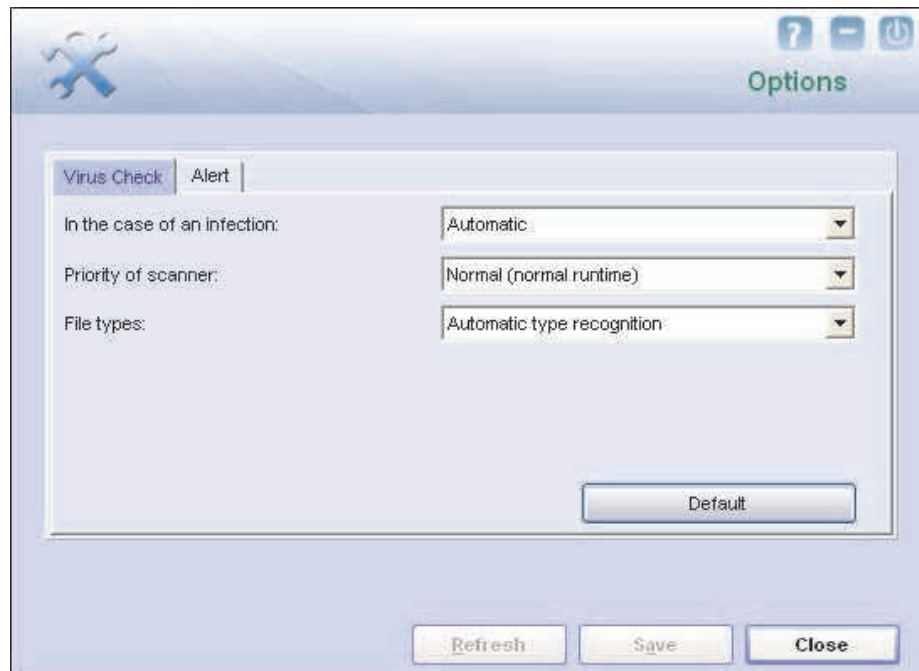 ?
Options
Virus Check Alert
In the case of an infection: Automatic
Priority of scanner: Normal (normal runtime)
File types: Automatic type recognition
Default
Refresh Save Close